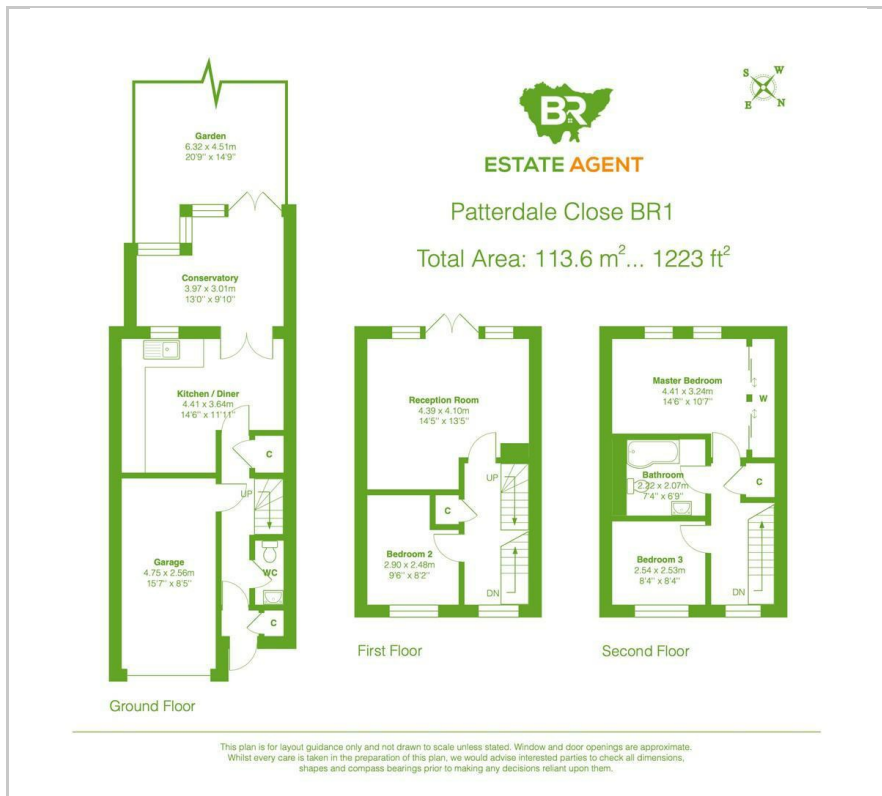 Garden
6.32 x 4.51m
20'9" x 14'9"
S W
E N
BR
ESTATE AGENT
Patterdale Close BR1
Total Area: 113.6 m²... 1223 ft²
Conservatory
3.97 x 3.01m
13'0" x 9'10"
Kitchen / Diner
4.41 x 3.64m
14'6" x 11'11"
C
UP
Garage
4.75 x 2.56m
15'7" x 8'5"
WC
C
Ground Floor
Reception Room
4.39 x 4.10m
14'5" x 13'5"
UP
C
Bedroom 2
2.90 x 2.48m
9'6" x 8'2"
DN
First Floor
Master Bedroom
4.41 x 3.24m
14'6" x 10'7"
W
Bathroom
2.22 x 2.07m
7'4" x 6'9"
C
Bedroom 3
2.54 x 2.53m
8'4" x 8'4"
DN
Second Floor
This plan is for layout guidance only and not drawn to scale unless stated. Window and door openings are approximate.
Whilst every care is taken in the preparation of this plan, we would advise interested parties to check all dimensions,
shapes and compass bearings prior to making any decisions reliant upon them.